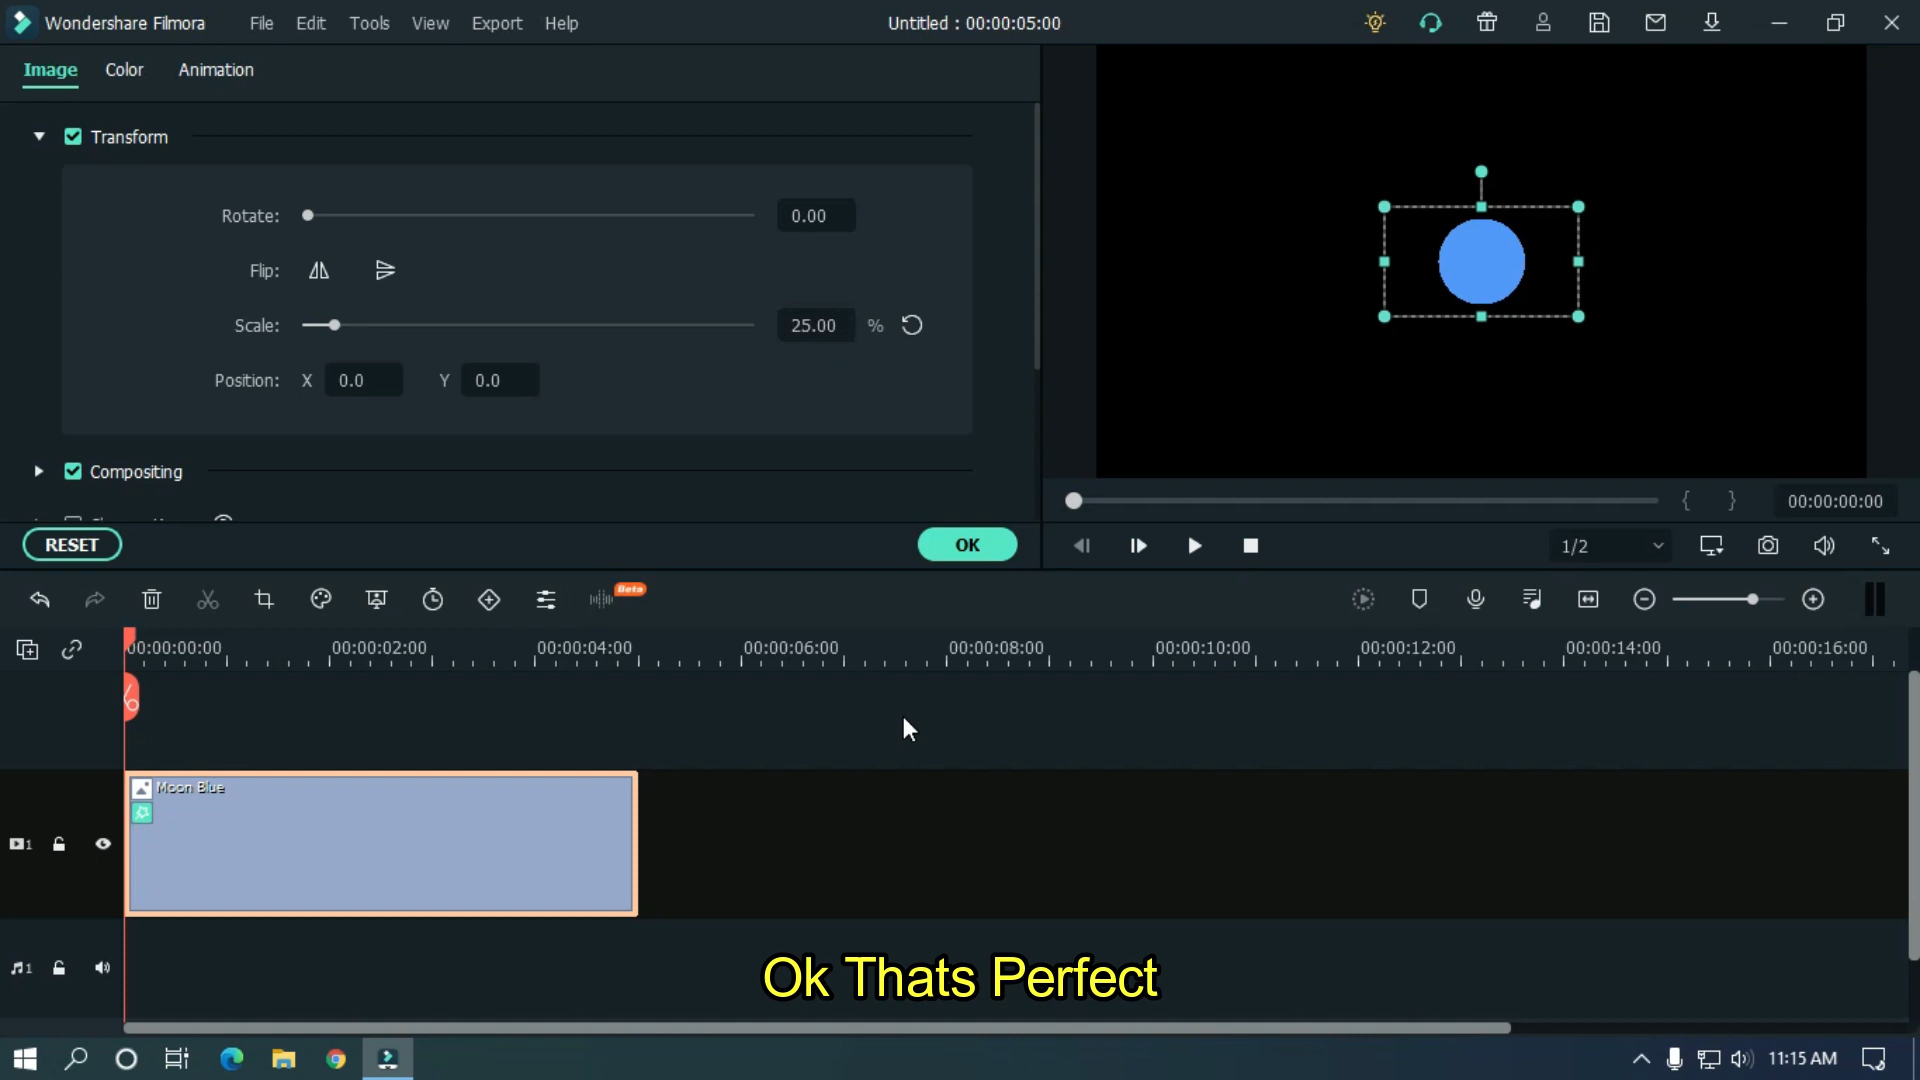 Wondershare Filmora File Edit Tools View Export Help Untitled : 00:00:05:00
Image Color Animation
Transform
Rotate: 0.00
Flip:
Scale: 25.00 %
Position: X 0.0 Y 0.0
Compositing
{ } 00:00:00:00
RESET OK 1/2
Beta
00:00:00:00 00:00:02:00 00:00:04:00 00:00:06:00 00:00:08:00 00:00:10:00 00:00:12:00 00:00:14:00 00:00:16:00
Moon Blue
1
1
Ok Thats Perfect
11:15 AM